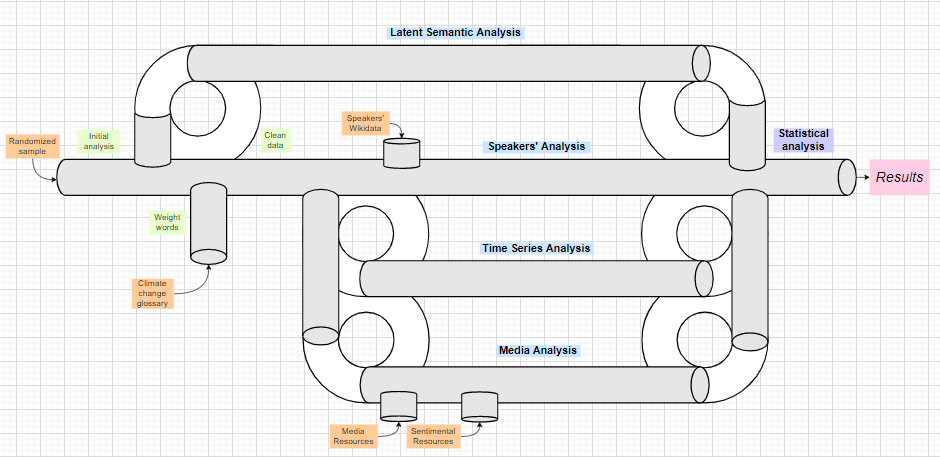 Latent Semantic Analysis
Speakers'
Wikidata
Randomized
sample
Initial
analysis
Clean
data
Speakers' Analysis
Statistical
analysis
Results
Weight
words
Time Series Analysis
Climate
change
glossary
Media Analysis
Media
Resources
Sentimental
Resources